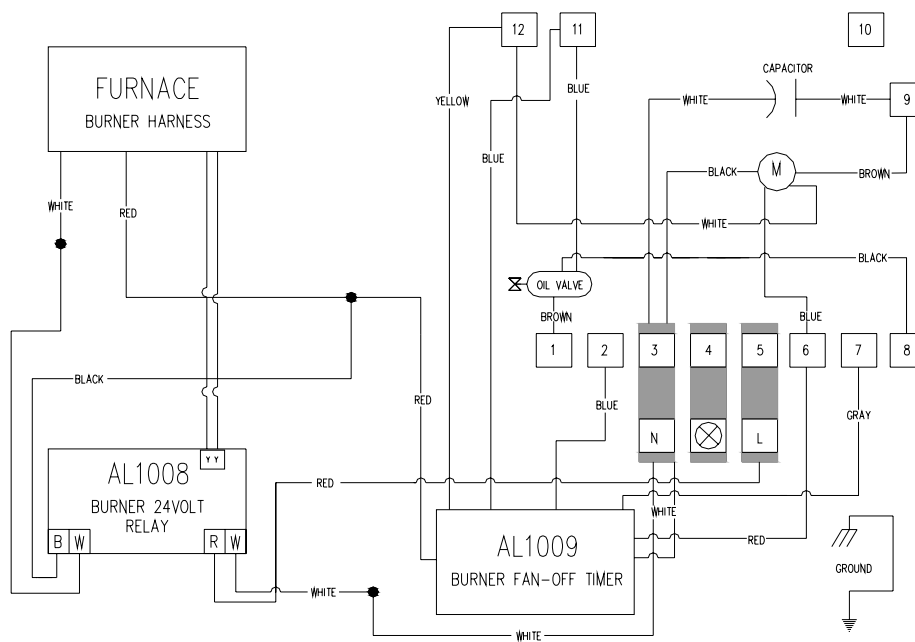 12
11
10
CAPACITOR
FURNACE
BURNER HARNESS
YELLOW
BLUE
WHITE
WHITE
9
BLUE
BLACK
M
BROWN
WHITE
RED
WHITE
BLACK
OIL VALVE
BROWN
BLUE
1
2
3
4
5
6
7
8
BLACK
RED
BLUE
GRAY
N
L
Y Y
AL1008
BURNER 24VOLT
RELAY
RED
WHITE
B
W
R
W
AL1009
BURNER FAN-OFF TIMER
RED
GROUND
WHITE
WHITE